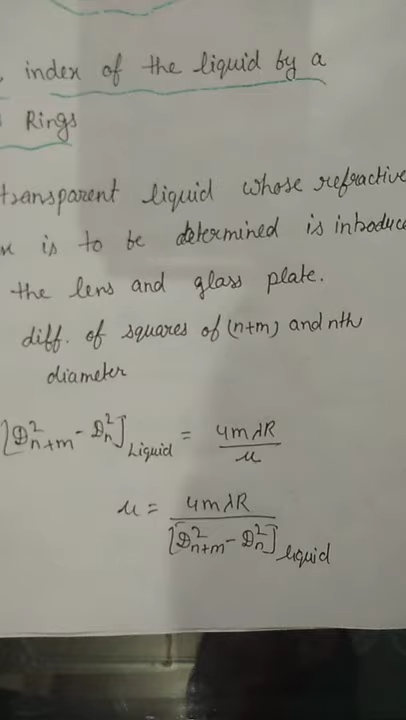 index of the liquid by a
Rings
transparent liquid whose refractive
is to be determined is introduce
the lens and glass plate.
diff. of squares of (n+m) and nth
diameter
[D²ₙ₊ₘ - D²ₙ]Liquid = 4mλR / μ
μ = 4mλR / [D²ₙ₊ₘ - D²ₙ]liquid